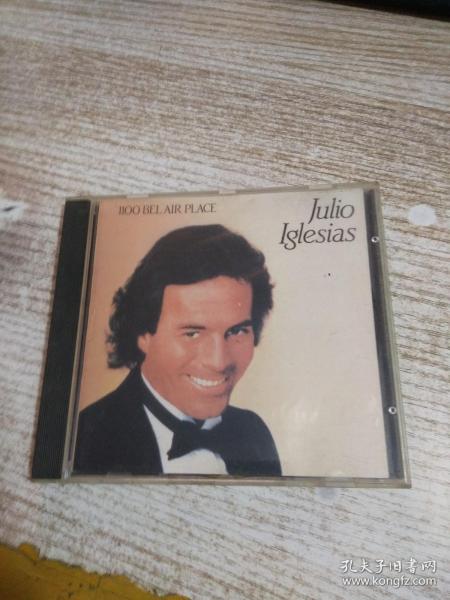 1100 BEL AIR PLACE
Julio
Iglesias
孔夫子旧书网
www.kongfz.com